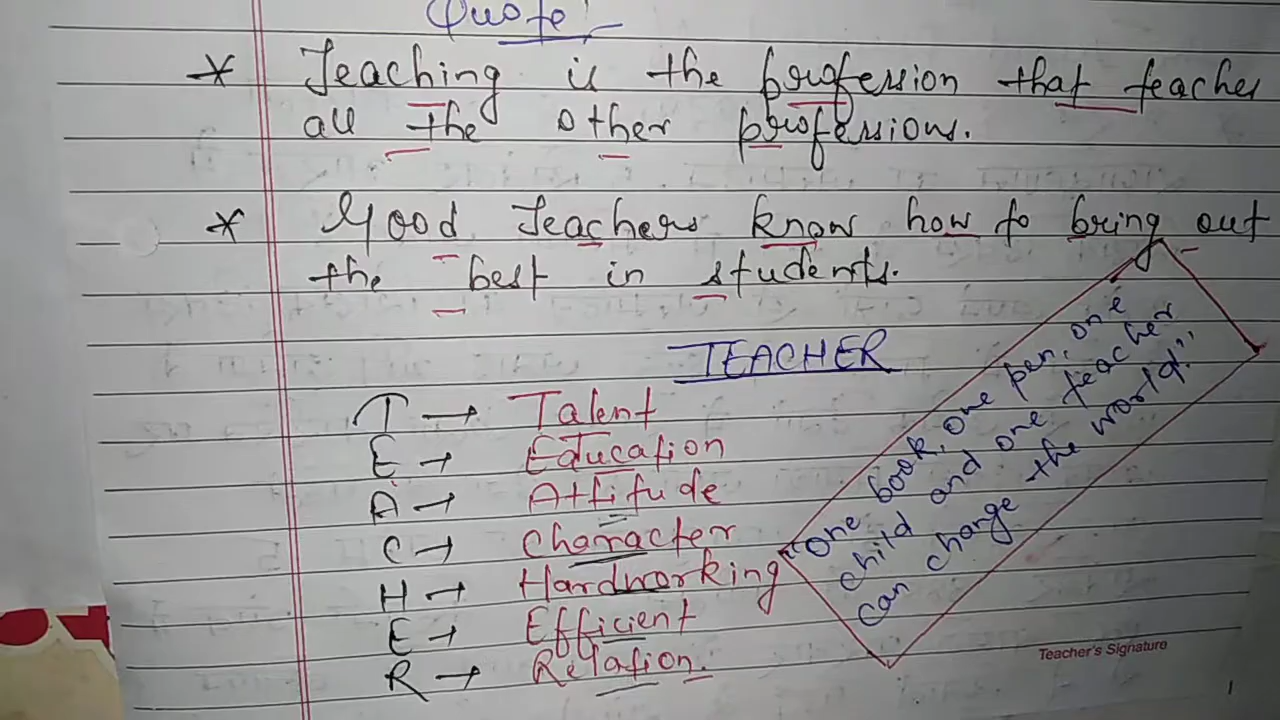 Quote:-
* Teaching is the profession that teaches
all the other professions.
* Good Teachers know how to bring out
the best in students.
TEACHER
T → Talent
E → Education
A → Attitude
C → Character
H → Hardworking
E → Efficient
R → Relation.
"One book, one pen, one
child and one teacher
can change the world"
Teacher's Signature